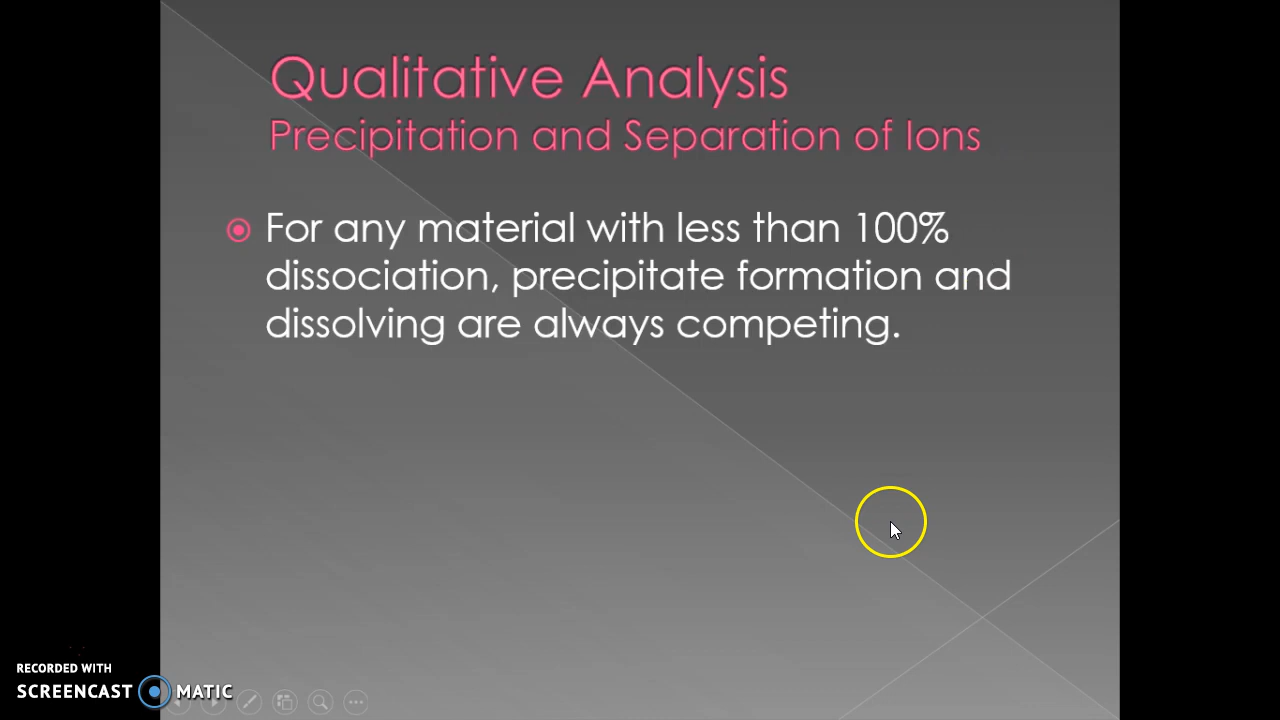 Qualitative Analysis
Precipitation and Separation of Ions
For any material with less than 100%
dissociation, precipitate formation and
dissolving are always competing.
RECORDED WITH
SCREENCAST MATIC